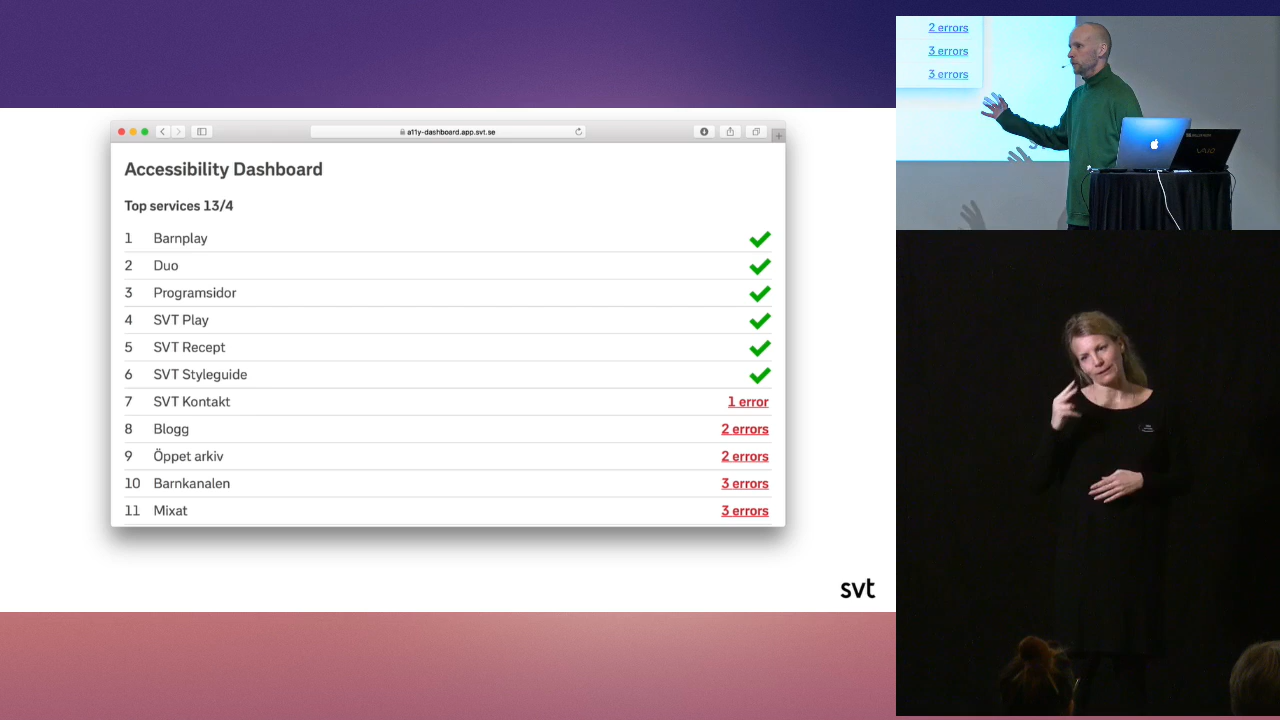 a11y-dashboard.app.svt.se
Accessibility Dashboard
Top services 13/4
1 Barnplay
2 Duo
3 Programsidor
4 SVT Play
5 SVT Recept
6 SVT Styleguide
7 SVT Kontakt 1 error
8 Blogg 2 errors
9 Öppet arkiv 2 errors
10 Barnkanalen 3 errors
11 Mixat 3 errors
svt
2 errors
3 errors
3 errors
VAIO